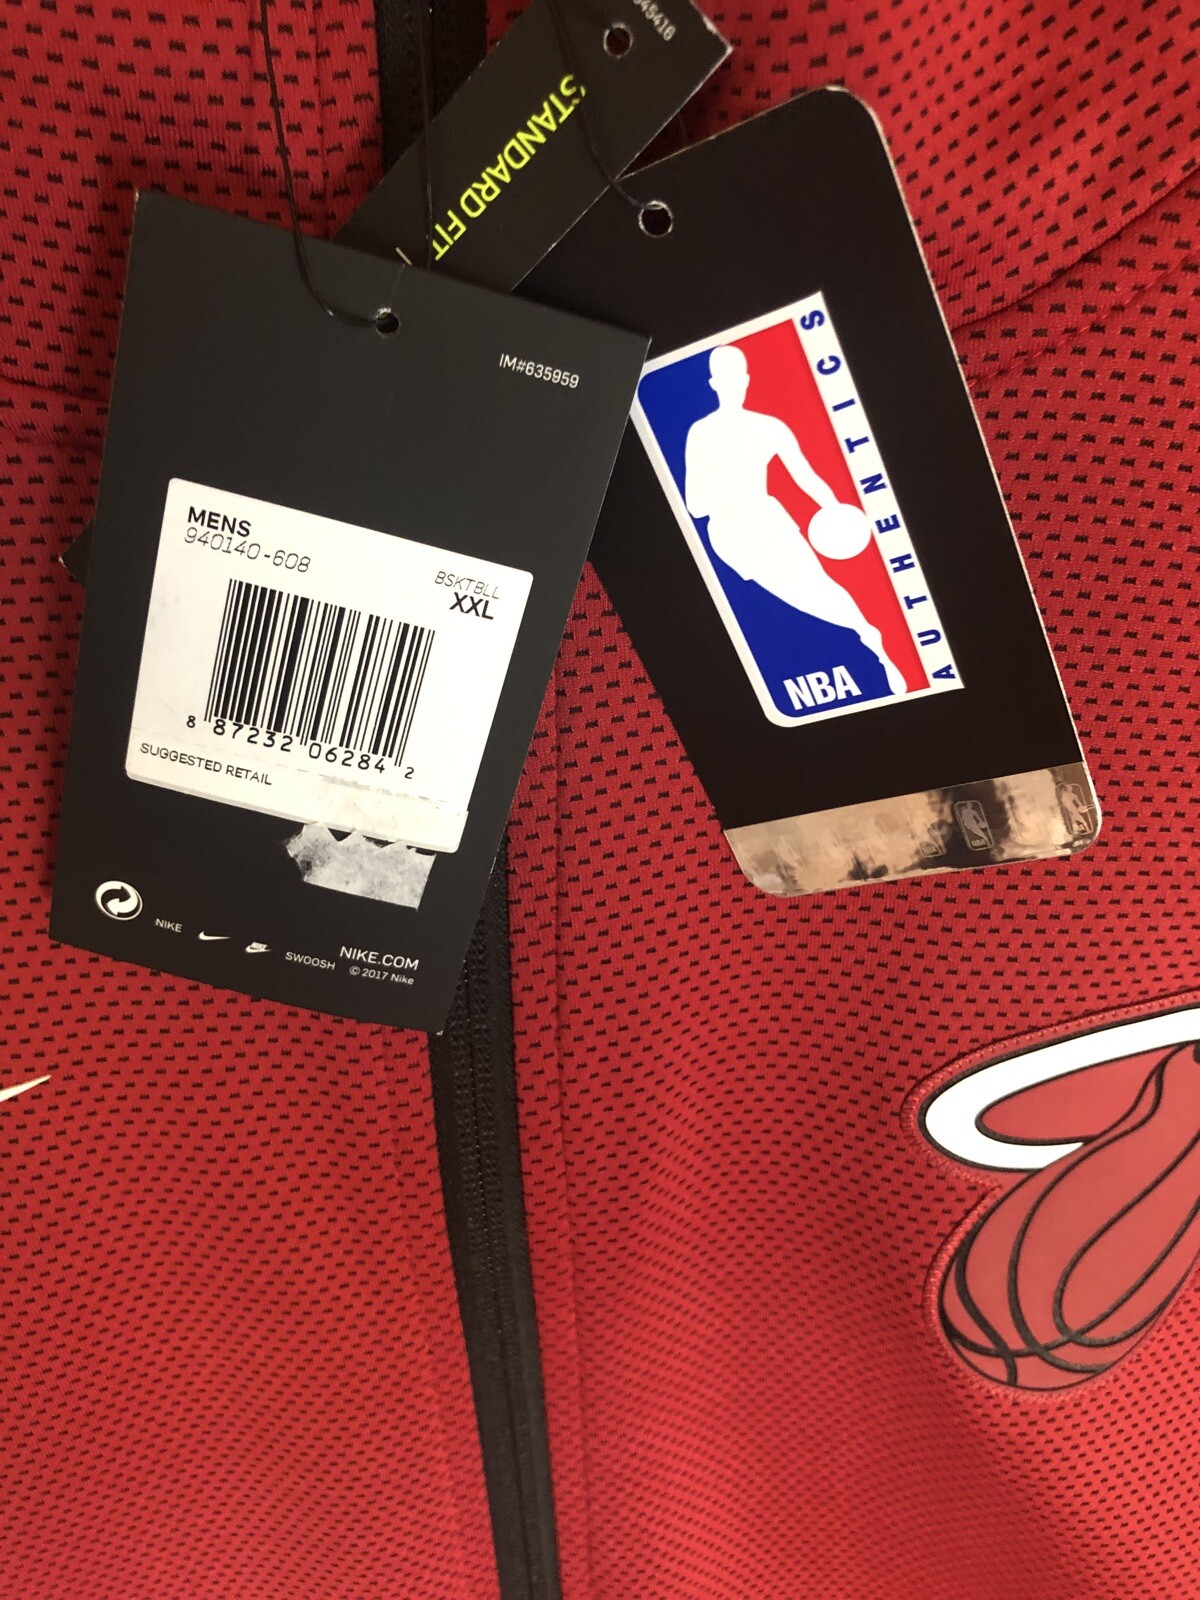 STANDARD FIT
IM#635959
MENS
940140-608
BSKTBLL
XXL
8 87232 06284 2
SUGGESTED RETAIL
NIKE
SWOOSH
NIKE.COM
© 2017 Nike
NBA
AUTHENTICS